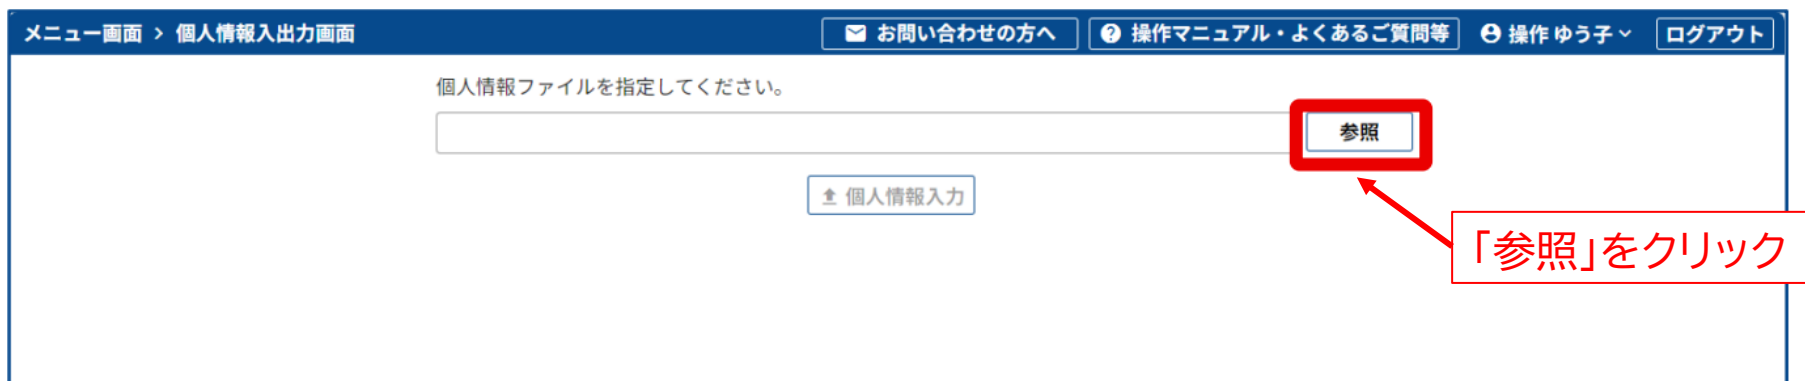 メニュー画面 > 個人情報入出力画面 お問い合わせの方へ 操作マニュアル・よくあるご質問等 操作 ゆう子 ログアウト
個人情報ファイルを指定してください。
参照
個人情報入力
「参照」をクリック